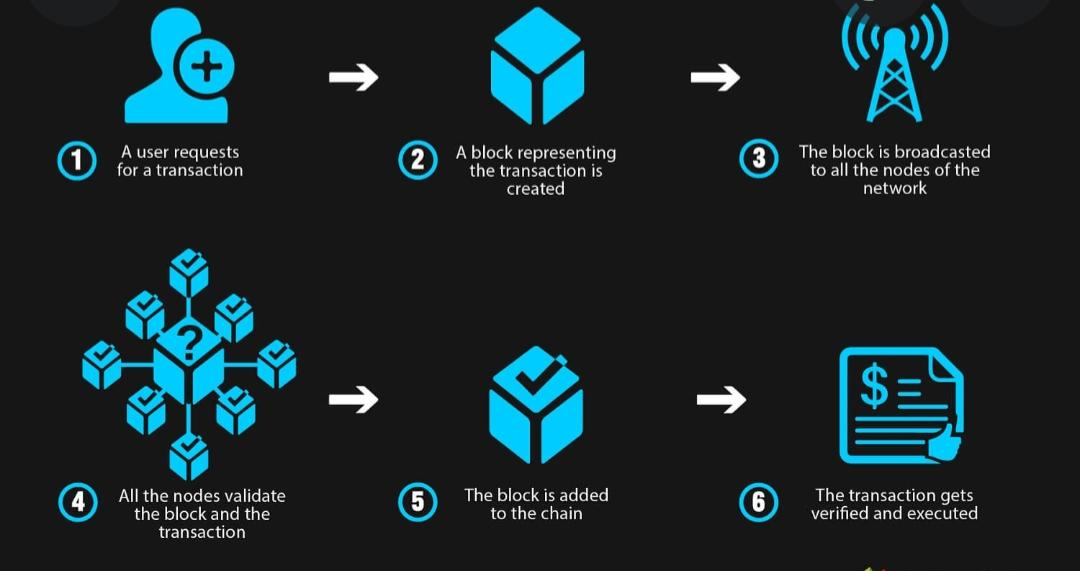 1
A user requests
for a transaction
2
A block representing
the transaction is
created
3
The block is broadcasted
to all the nodes of the
network
?
4
All the nodes validate
the block and the
transaction
5
The block is added
to the chain
$
6
The transaction gets
verified and executed